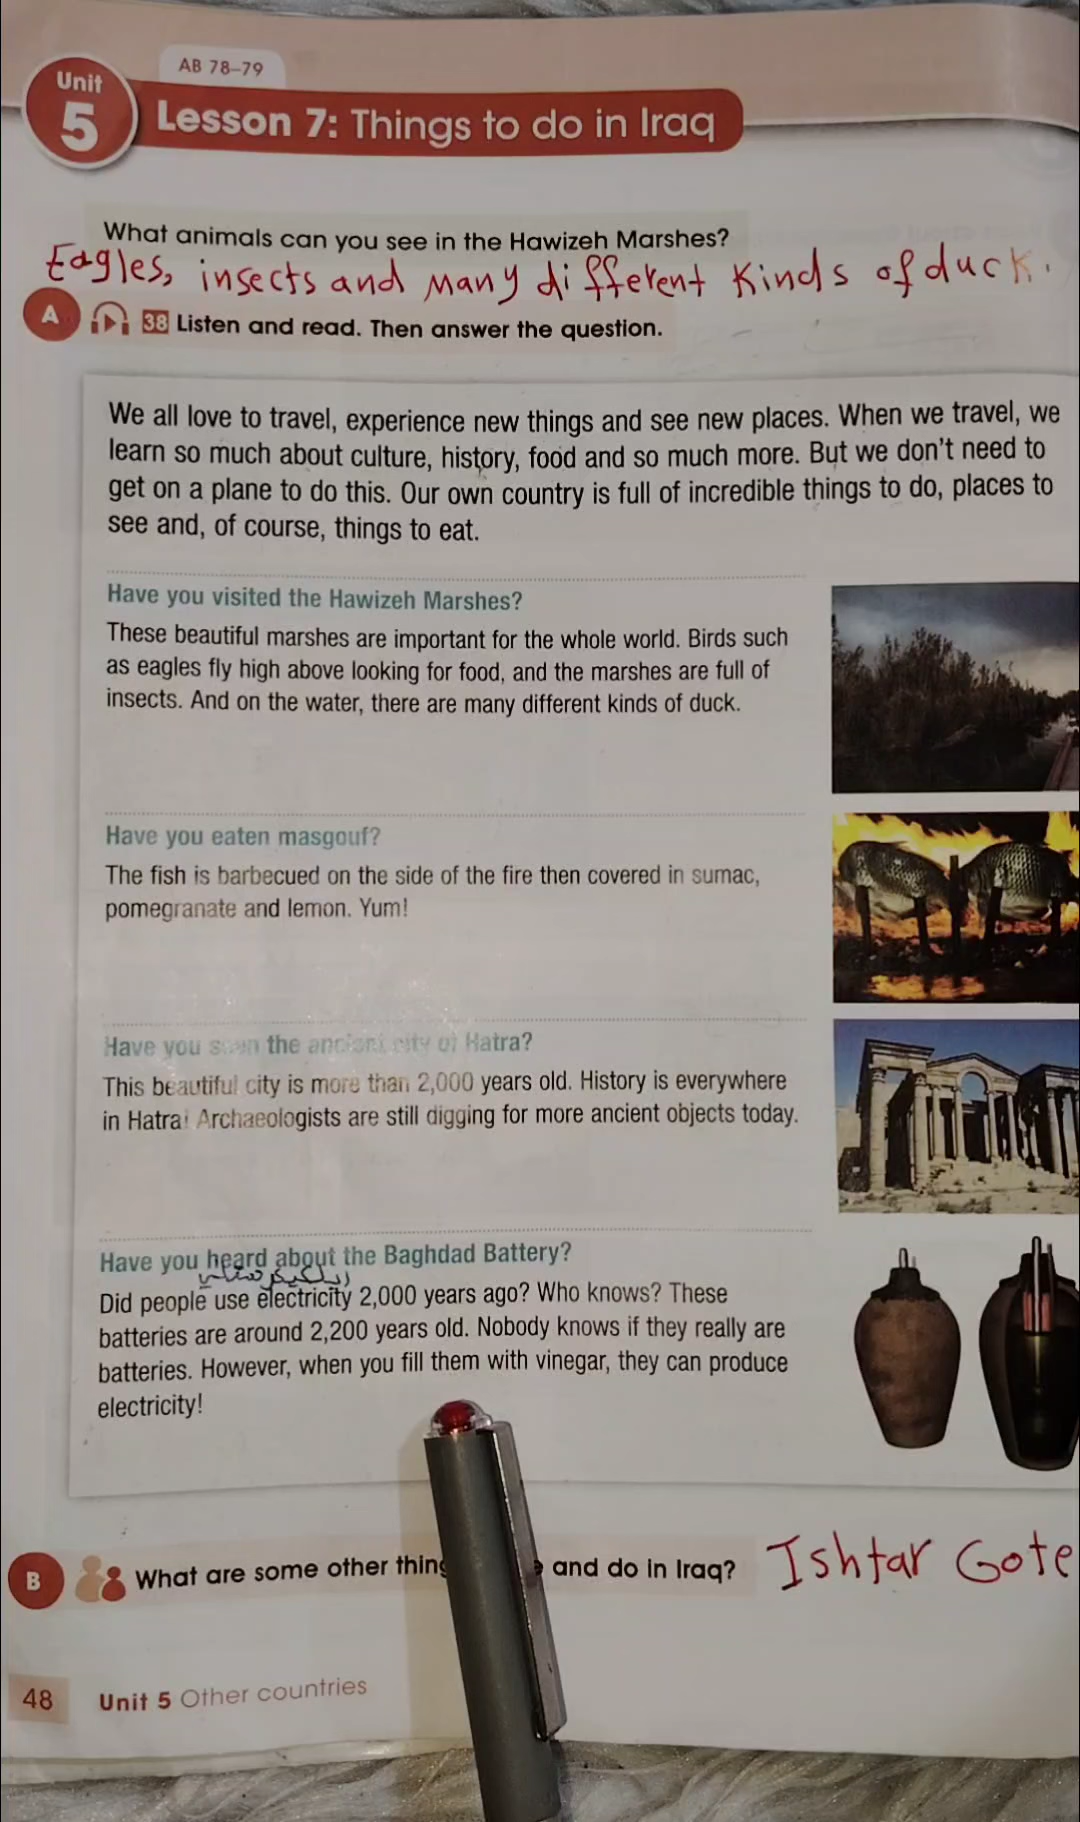 AB 78–79
Unit
5
Lesson 7: Things to do in Iraq
What animals can you see in the Hawizeh Marshes?
Eagles, insects and many different Kinds of duck.
A 38 Listen and read. Then answer the question.
We all love to travel, experience new things and see new places. When we travel, we
learn so much about culture, history, food and so much more. But we don't need to
get on a plane to do this. Our own country is full of incredible things to do, places to
see and, of course, things to eat.
Have you visited the Hawizeh Marshes?
These beautiful marshes are important for the whole world. Birds such
as eagles fly high above looking for food, and the marshes are full of
insects. And on the water, there are many different kinds of duck.
Have you eaten masgouf?
The fish is barbecued on the side of the fire then covered in sumac,
pomegranate and lemon. Yum!
Have you seen the ancient city of Hatra?
This beautiful city is more than 2,000 years old. History is everywhere
in Hatra! Archaeologists are still digging for more ancient objects today.
Have you heard about the Baghdad Battery?
Did people use electricity 2,000 years ago? Who knows? These
batteries are around 2,200 years old. Nobody knows if they really are
batteries. However, when you fill them with vinegar, they can produce
electricity!
B What are some other thing and do in Iraq? Ishtar Gote
48 Unit 5 Other countries